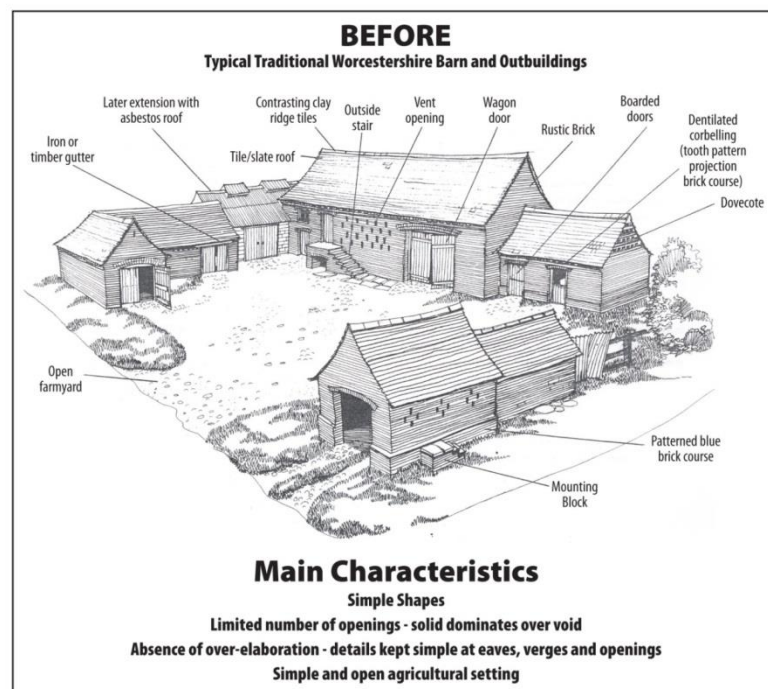 BEFORE
Typical Traditional Worcestershire Barn and Outbuildings
Later extension with
asbestos roof
Contrasting clay
ridge tiles
Outside
stair
Vent
opening
Wagon
door
Boarded
doors
Dentilated
corbelling
(tooth pattern
projection
brick course)
Iron or
timber gutter
Tile/slate roof
Rustic Brick
Dovecote
Open
farmyard
Patterned blue
brick course
Mounting
Block
Main Characteristics
Simple Shapes
Limited number of openings - solid dominates over void
Absence of over-elaboration - details kept simple at eaves, verges and openings
Simple and open agricultural setting